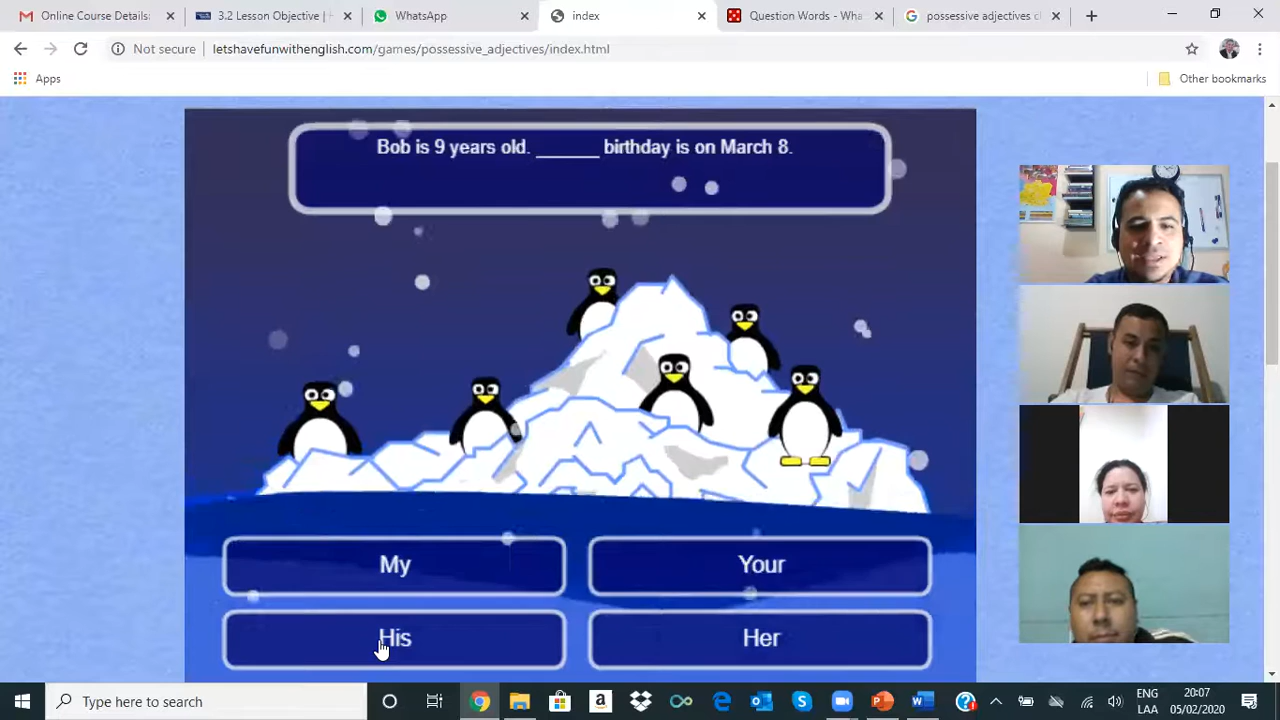 Online Course Details:
3.2 Lesson Objective |
WhatsApp
index
Question Words - Wha
possessive adjectives cl
Not secure
letshavefunwithenglish.com/games/possessive_adjectives/index.html
Apps
Other bookmarks
Bob is 9 years old. ______ birthday is on March 8.
My
Your
His
Her
Type here to search
ENG
LAA
20:07
05/02/2020